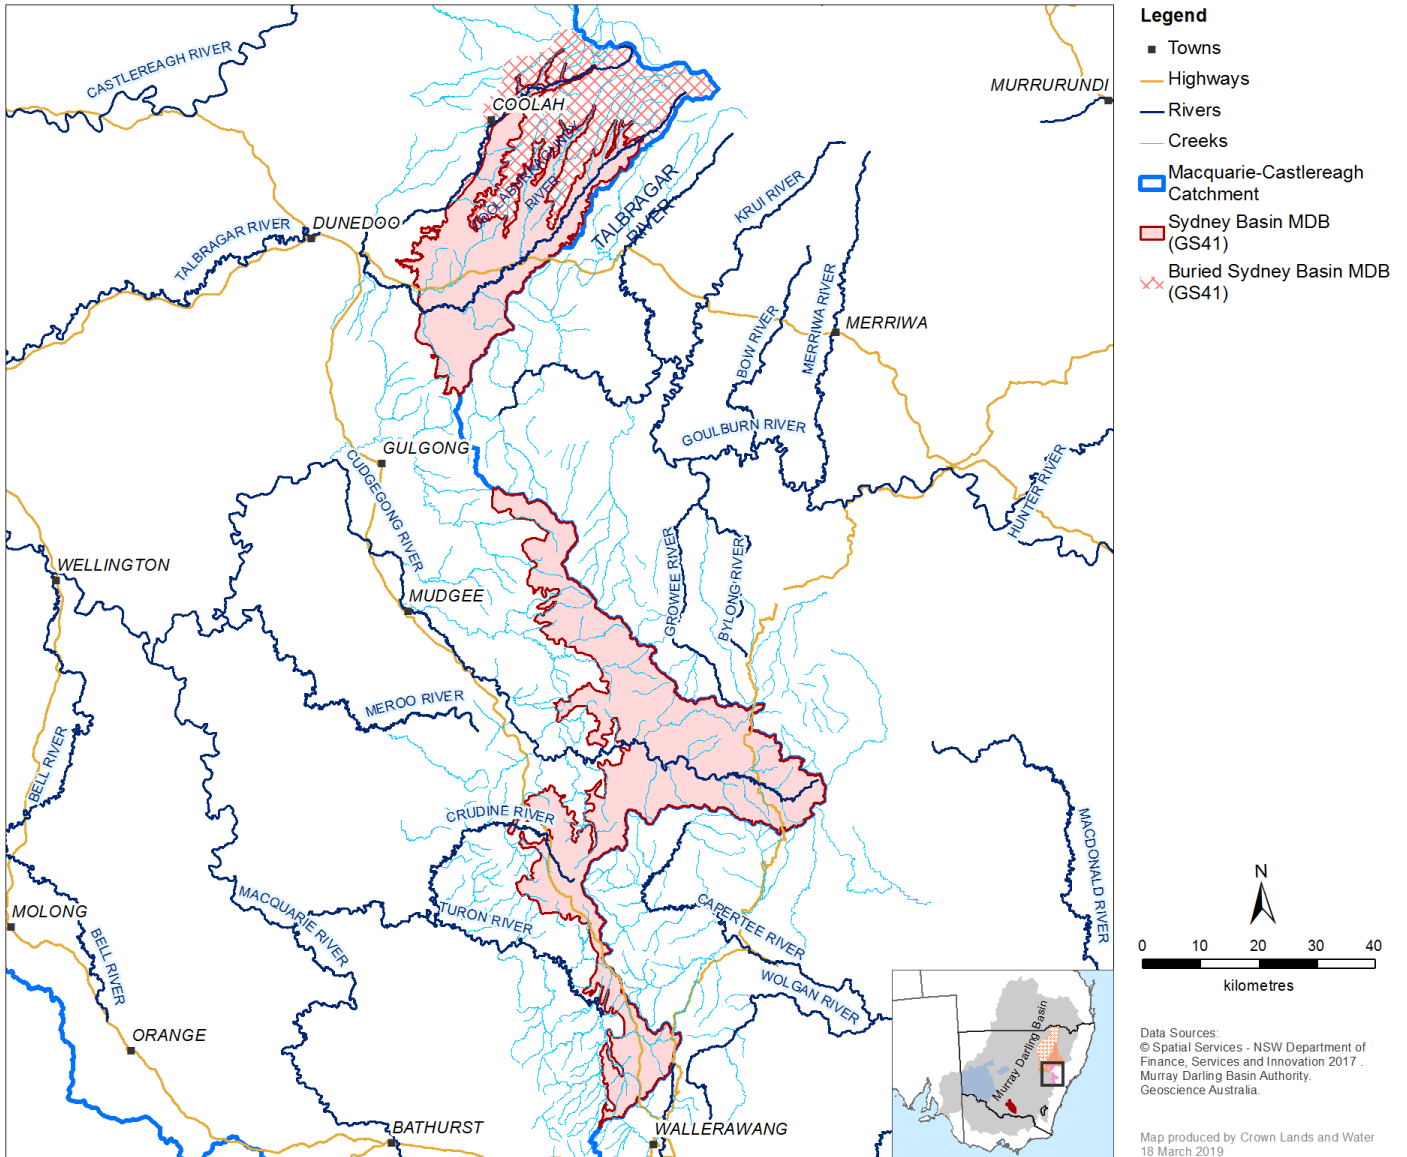 CASTLEREAGH RIVER
COOLAH
MURRURUNDI
COOLABURRAGUNDY
RIVER
TALBRAGAR
RIVER
KRUI RIVER
DUNEDOO
TALBRAGAR RIVER
BOW RIVER
MERRIWA RIVER
MERRIWA
GOULBURN RIVER
GULGONG
CUDGEGONG RIVER
HUNTER RIVER
WELLINGTON
MUDGEE
GROWEE RIVER
BYLONG RIVER
MEROO RIVER
BELL RIVER
CRUDINE RIVER
MACDONALD RIVER
MOLONG
BELL RIVER
MACQUARIE RIVER
TURON RIVER
CAPERTEE RIVER
WOLGAN RIVER
ORANGE
BATHURST
WALLERAWANG
Murray Darling Basin
Legend
Towns
Highways
Rivers
Creeks
Macquarie-Castlereagh
Catchment
Sydney Basin MDB
(GS41)
Buried Sydney Basin MDB
(GS41)
N
0 10 20 30 40
kilometres
Data Sources:
© Spatial Services - NSW Department of
Finance, Services and Innovation 2017 .
Murray Darling Basin Authority.
Geoscience Australia.
Map produced by Crown Lands and Water
18 March 2019